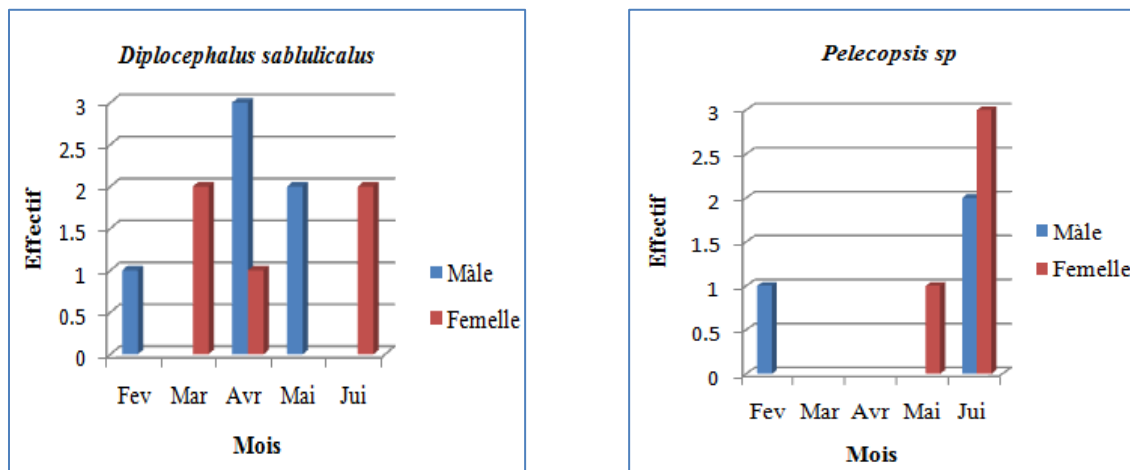 Diplocephalus sablulicalus
3
2.5
2
1.5
1
0.5
0
Effectif
Fev Mar Avr Mai Jui
Mois
Màle
Femelle
Pelecopsis sp
3
2.5
2
1.5
1
0.5
0
Effectif
Fev Mar Avr Mai Jui
Mois
Màle
Femelle